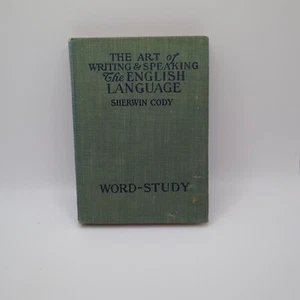 THE ART of
WRITING & SPEAKING
The ENGLISH
LANGUAGE
SHERWIN CODY
WORD-STUDY